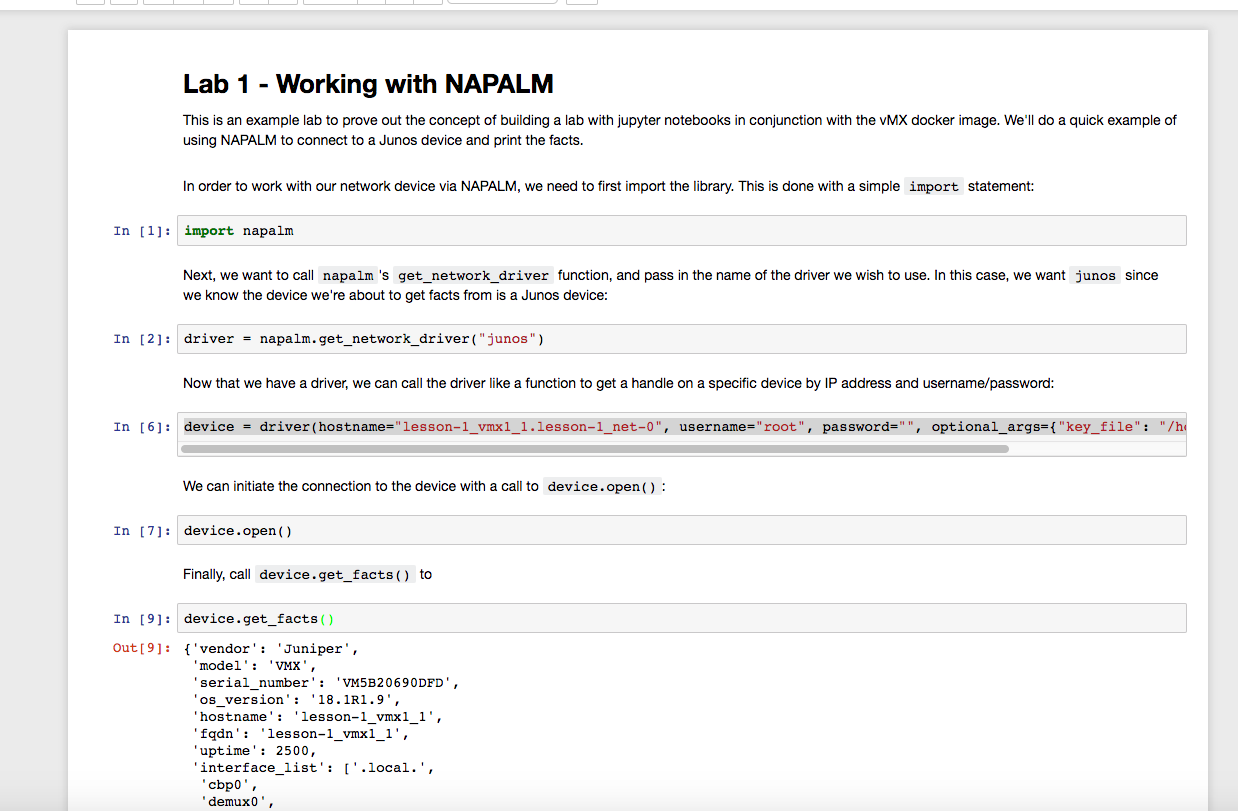 Lab 1 - Working with NAPALM
This is an example lab to prove out the concept of building a lab with jupyter notebooks in conjunction with the vMX docker image. We'll do a quick example of
using NAPALM to connect to a Junos device and print the facts.
In order to work with our network device via NAPALM, we need to first import the library. This is done with a simple import statement:
In [1]: import napalm
Next, we want to call napalm 's get_network_driver function, and pass in the name of the driver we wish to use. In this case, we want junos since
we know the device we're about to get facts from is a Junos device:
In [2]: driver = napalm.get_network_driver("junos")
Now that we have a driver, we can call the driver like a function to get a handle on a specific device by IP address and username/password:
In [6]: device = driver(hostname="lesson-1_vmx1_1.lesson-1_net-0", username="root", password="", optional_args={"key_file": "/h
We can initiate the connection to the device with a call to device.open() :
In [7]: device.open()
Finally, call device.get_facts() to
In [9]: device.get_facts()
Out[9]: {'vendor': 'Juniper',
'model': 'VMX',
'serial_number': 'VM5B20690DFD',
'os_version': '18.1R1.9',
'hostname': 'lesson-1_vmx1_1',
'fqdn': 'lesson-1_vmx1_1',
'uptime': 2500,
'interface_list': ['.local.',
'cbp0',
'demux0',